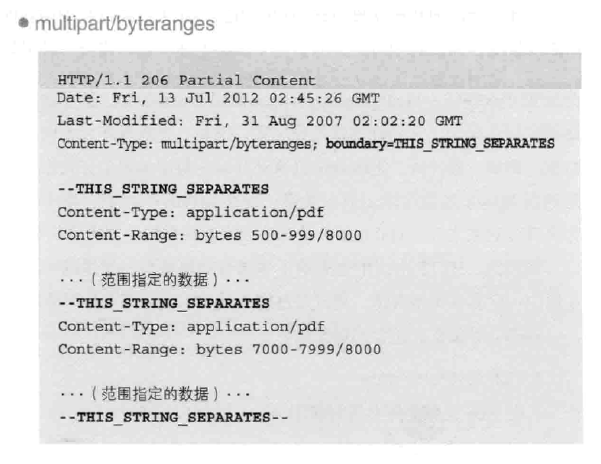 ● multipart/byteranges
HTTP/1.1 206 Partial Content
Date: Fri, 13 Jul 2012 02:45:26 GMT
Last-Modified: Fri, 31 Aug 2007 02:02:20 GMT
Content-Type: multipart/byteranges; boundary=THIS_STRING_SEPARATES
--THIS_STRING_SEPARATES
Content-Type: application/pdf
Content-Range: bytes 500-999/8000
···（范围指定的数据）···
--THIS_STRING_SEPARATES
Content-Type: application/pdf
Content-Range: bytes 7000-7999/8000
···（范围指定的数据）···
--THIS_STRING_SEPARATES--